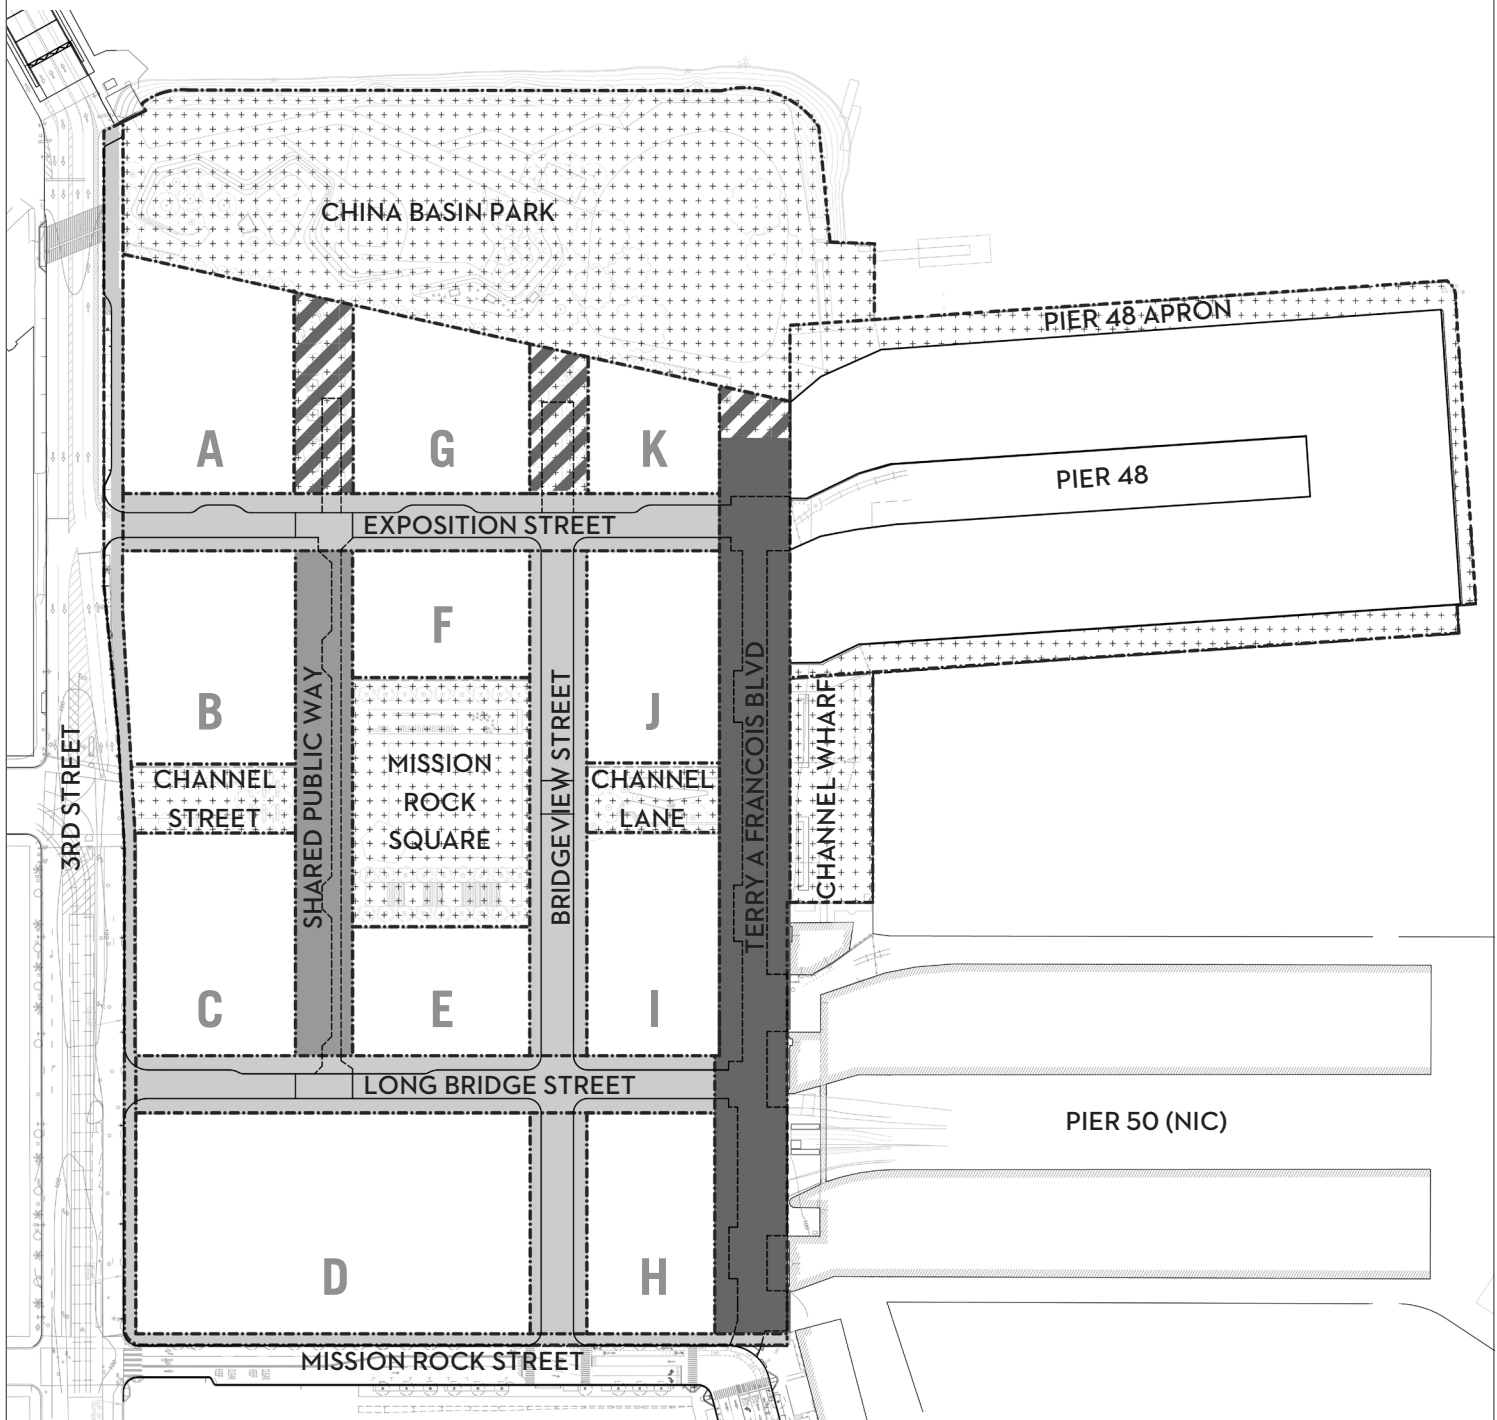 CHINA BASIN PARK
PIER 48 APRON
A
G
K
PIER 48
EXPOSITION STREET
F
B
J
3RD STREET
CHANNEL
STREET
SHARED PUBLIC WAY
MISSION
ROCK
SQUARE
BRIDGEVIEW STREET
CHANNEL
LANE
TERRY A FRANCOIS BLVD
CHANNEL WHARF
C
E
I
LONG BRIDGE STREET
PIER 50 (NIC)
D
H
MISSION ROCK STREET